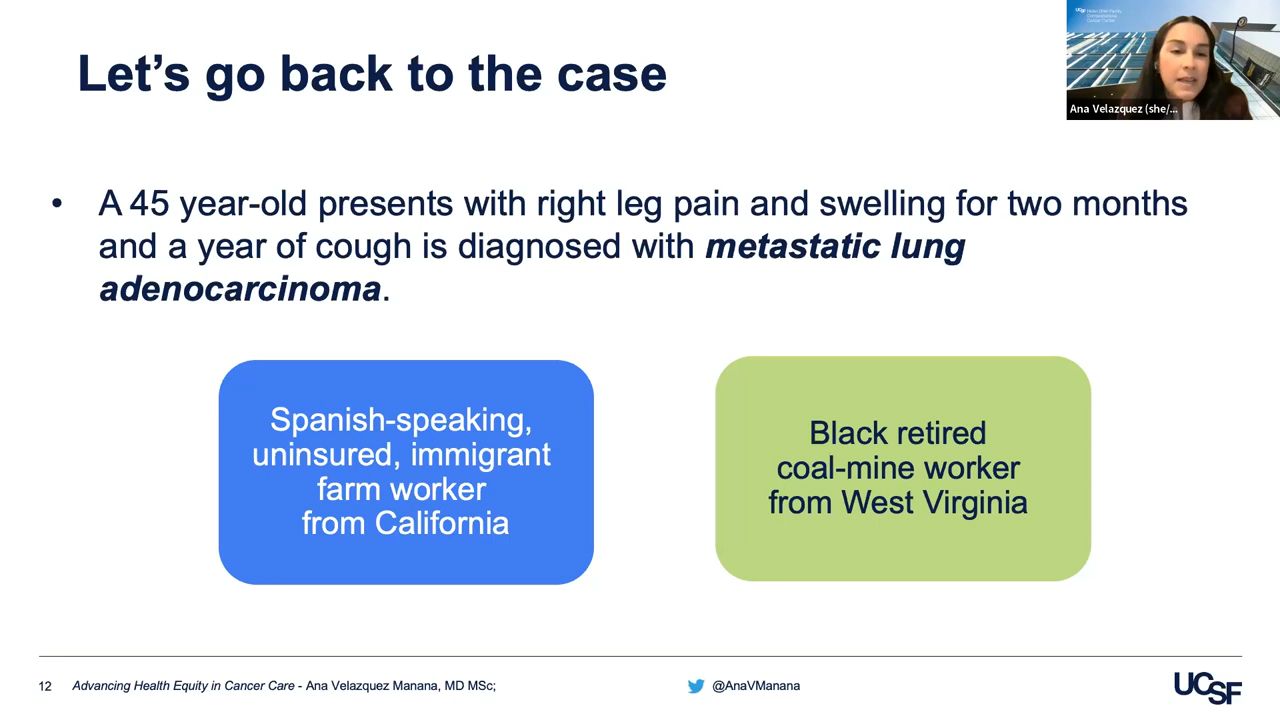 Let’s go back to the case
Ana Velazquez (she/...
• A 45 year-old presents with right leg pain and swelling for two months
and a year of cough is diagnosed with metastatic lung
adenocarcinoma.
Spanish-speaking,
uninsured, immigrant
farm worker
from California
Black retired
coal-mine worker
from West Virginia
12 Advancing Health Equity in Cancer Care - Ana Velazquez Manana, MD MSc;
@AnaVManana
UCSF